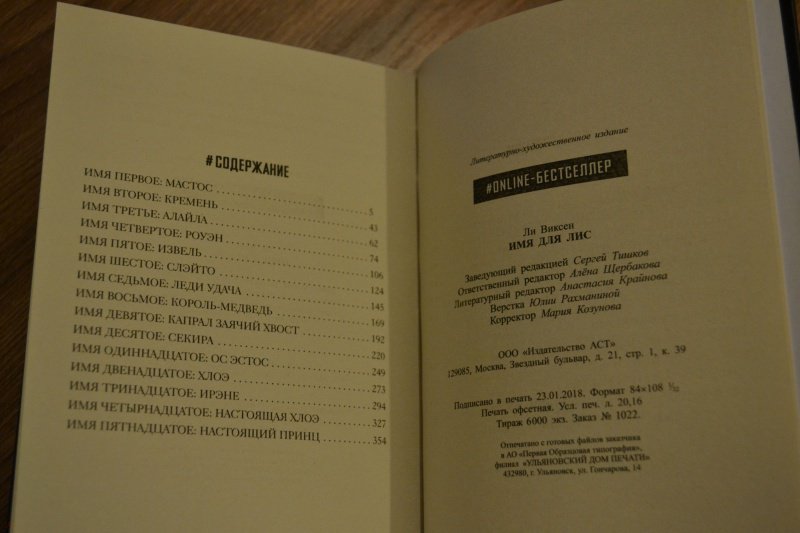 #СОДЕРЖАНИЕ
ИМЯ ПЕРВОЕ: МАСТОС .......... 5
ИМЯ ВТОРОЕ: КРЕМЕНЬ .......... 43
ИМЯ ТРЕТЬЕ: АЛАЙЛА .......... 62
ИМЯ ЧЕТВЕРТОЕ: РОУЭН .......... 74
ИМЯ ПЯТОЕ: ИЗВЕЛЬ .......... 106
ИМЯ ШЕСТОЕ: СЛЭЙТО .......... 124
ИМЯ СЕДЬМОЕ: ЛЕДИ УДАЧА .......... 145
ИМЯ ВОСЬМОЕ: КОРОЛЬ-МЕДВЕДЬ .......... 169
ИМЯ ДЕВЯТОЕ: КАПРАЛ ЗАЯЧИЙ ХВОСТ .......... 192
ИМЯ ДЕСЯТОЕ: СЕКИРА .......... 220
ИМЯ ОДИННАДЦАТОЕ: ОС ЭСТОС .......... 249
ИМЯ ДВЕНАДЦАТОЕ: ХЛОЭ .......... 273
ИМЯ ТРИНАДЦАТОЕ: ИРЭНЕ .......... 294
ИМЯ ЧЕТЫРНАДЦАТОЕ: НАСТОЯЩАЯ ХЛОЭ .......... 327
ИМЯ ПЯТНАДЦАТОЕ: НАСТОЯЩИЙ ПРИНЦ .......... 354
Литературно-художественное издание
#ONLINE-БЕСТСЕЛЛЕР
Ли Виксен
ИМЯ ДЛЯ ЛИС
Заведующий редакцией Сергей Тишков
Ответственный редактор Алёна Щербакова
Литературный редактор Анастасия Крайнова
Верстка Юлии Рахманиной
Корректор Мария Козунова
ООО «Издательство АСТ»
129085, Москва, Звездный бульвар, д. 21, стр. 1, к. 39
Подписано в печать 23.01.2018. Формат 84×108 1/32
Печать офсетная. Усл. печ. л. 20,16
Тираж 6000 экз. Заказ № 1022.
Отпечатано с готовых файлов заказчика
в АО «Первая Образцовая типография»,
филиал «УЛЬЯНОВСКИЙ ДОМ ПЕЧАТИ»
432980, г. Ульяновск, ул. Гончарова, 14